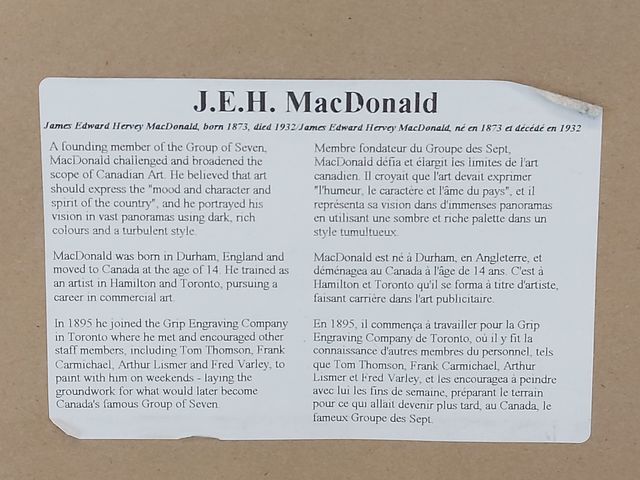 J.E.H. MacDonald
James Edward Hervey MacDonald, born 1873, died 1932/James Edward Hervey MacDonald, né en 1873 et décédé en 1932
A founding member of the Group of Seven,
MacDonald challenged and broadened the
scope of Canadian Art. He believed that art
should express the "mood and character and
spirit of the country", and he portrayed his
vision in vast panoramas using dark, rich
colours and a turbulent style.
MacDonald was born in Durham, England and
moved to Canada at the age of 14. He trained as
an artist in Hamilton and Toronto, pursuing a
career in commercial art.
In 1895 he joined the Grip Engraving Company
in Toronto where he met and encouraged other
staff members, including Tom Thomson, Frank
Carmichael, Arthur Lismer and Fred Varley, to
paint with him on weekends - laying the
groundwork for what would later become
Canada's famous Group of Seven.
Membre fondateur du Groupe des Sept,
MacDonald défia et élargit les limites de l'art
canadien. Il croyait que l'art devait exprimer
"l'humeur, le caractère et l'âme du pays", et il
représenta sa vision dans d'immenses panoramas
en utilisant une sombre et riche palette dans un
style tumultueux.
MacDonald est né à Durham, en Angleterre, et
déménagea au Canada à l'âge de 14 ans. C'est à
Hamilton et Toronto qu'il se forma à titre d'artiste,
faisant carrière dans l'art publicitaire.
En 1895, il commença à travailler pour la Grip
Engraving Company de Toronto, où il y fit la
connaissance d'autres membres du personnel, tels
que Tom Thomson, Frank Carmichael, Arthur
Lismer et Fred Varley, et les encouragea à peindre
avec lui les fins de semaine, préparant le terrain
pour ce qui allait devenir plus tard, au Canada, le
fameux Groupe des Sept.